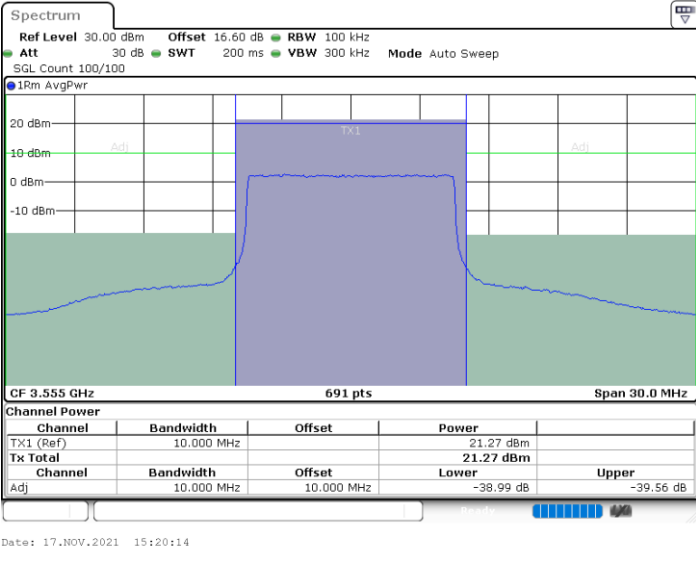 Spectrum
Ref Level 30.00 dBm Offset 16.60 dB RBW 100 kHz
Att 30 dB SWT 200 ms VBW 300 kHz Mode Auto Sweep
SGL Count 100/100
1Rm AvgPwr
20 dBm
TX1
Adj
Adj
10 dBm
0 dBm
-10 dBm
CF 3.555 GHz 691 pts Span 30.0 MHz
Channel Power
Channel Bandwidth Offset Power
TX1 (Ref) 10.000 MHz 21.27 dBm
Tx Total 21.27 dBm
Channel Bandwidth Offset Lower Upper
Adj 10.000 MHz 10.000 MHz -38.99 dB -39.56 dB
Ready
Date: 17.NOV.2021 15:20:14